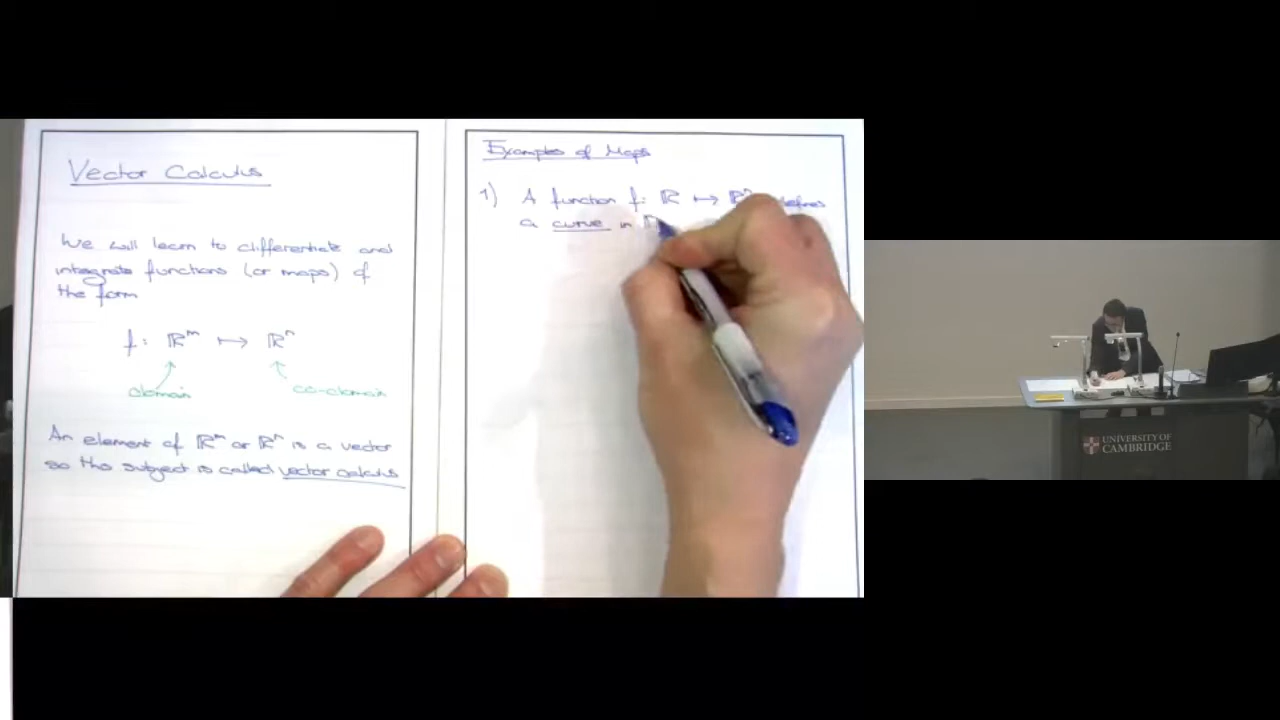 Vector Calculus
We will learn to differentiate and
integrate functions (or maps) of
the form
f: ℝᵐ ↦ ℝⁿ
domain
co-domain
An element of ℝᵐ or ℝⁿ is a vector
so the subject is called vector calculus
Examples of Maps
1) A function f: ℝ ↦ ℝⁿ defines
a curve in
UNIVERSITY OF
CAMBRIDGE